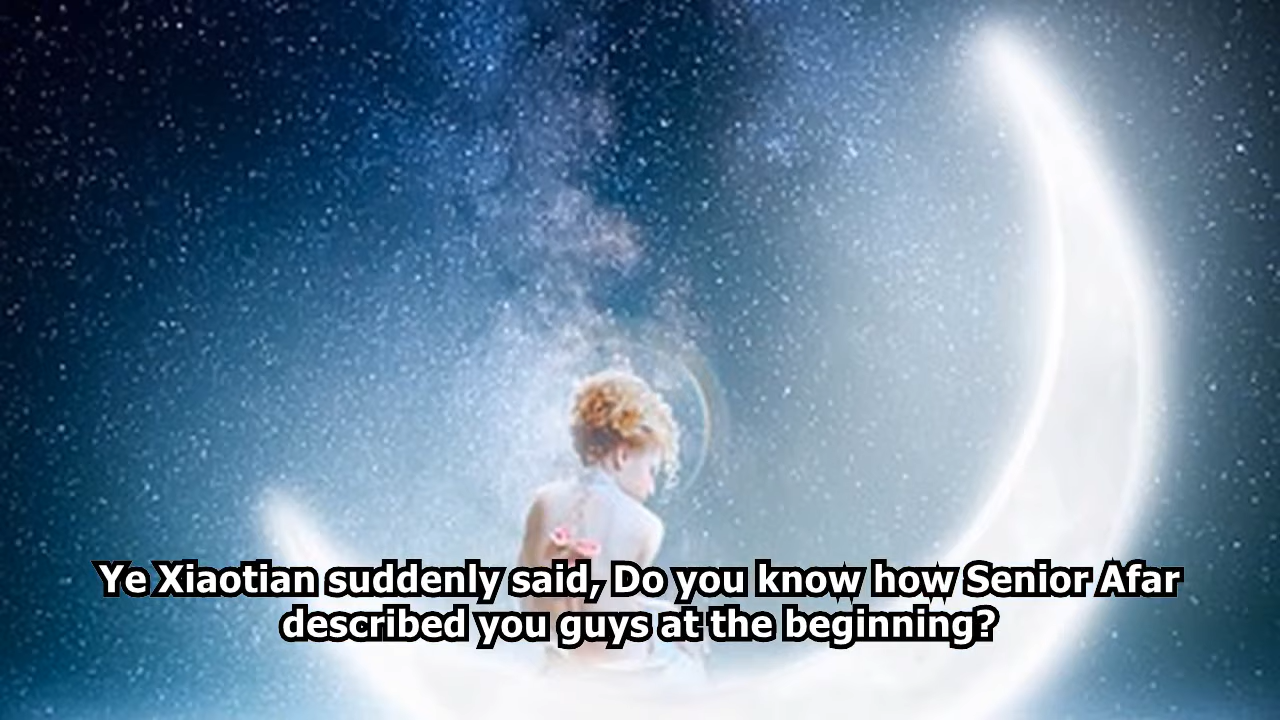 Ye Xiaotian suddenly said, Do you know how Senior Afar
described you guys at the beginning?